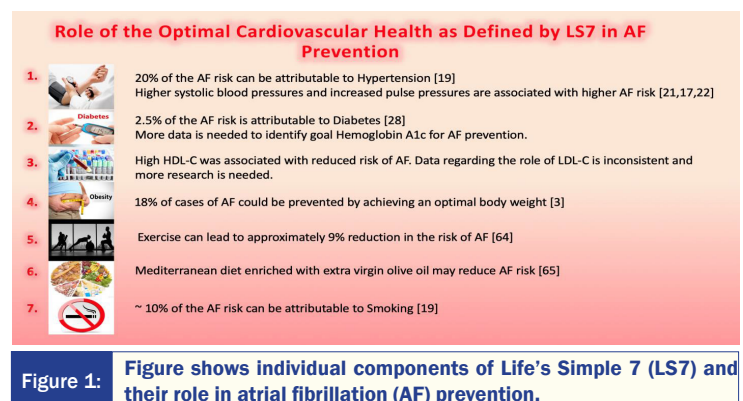 Role of the Optimal Cardiovascular Health as Defined by LS7 in AF
Prevention
1.
20% of the AF risk can be attributable to Hypertension [19]
Higher systolic blood pressures and increased pulse pressures are associated with higher AF risk [21,17,22]
2.
Diabetes
2.5% of the AF risk is attributable to Diabetes [28]
More data is needed to identify goal Hemoglobin A1c for AF prevention.
3.
High HDL-C was associated with reduced risk of AF. Data regarding the role of LDL-C is inconsistent and
more research is needed.
4.
Obesity
18% of cases of AF could be prevented by achieving an optimal body weight [3]
5.
Exercise can lead to approximately 9% reduction in the risk of AF [64]
6.
Mediterranean diet enriched with extra virgin olive oil may reduce AF risk [65]
7.
~ 10% of the AF risk can be attributable to Smoking [19]
Figure 1:
Figure shows individual components of Life's Simple 7 (LS7) and
their role in atrial fibrillation (AF) prevention.